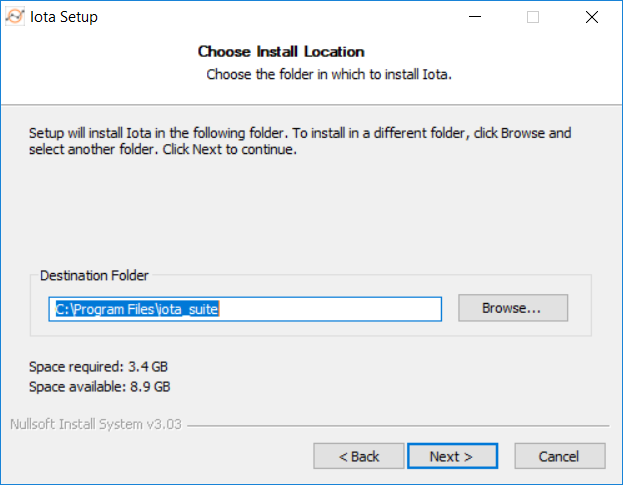 Iota Setup
Choose Install Location
Choose the folder in which to install Iota.
Setup will install Iota in the following folder. To install in a different folder, click Browse and
select another folder. Click Next to continue.
Destination Folder
C:\Program Files\iota_suite
Browse...
Space required: 3.4 GB
Space available: 8.9 GB
Nullsoft Install System v3.03
< Back
Next >
Cancel